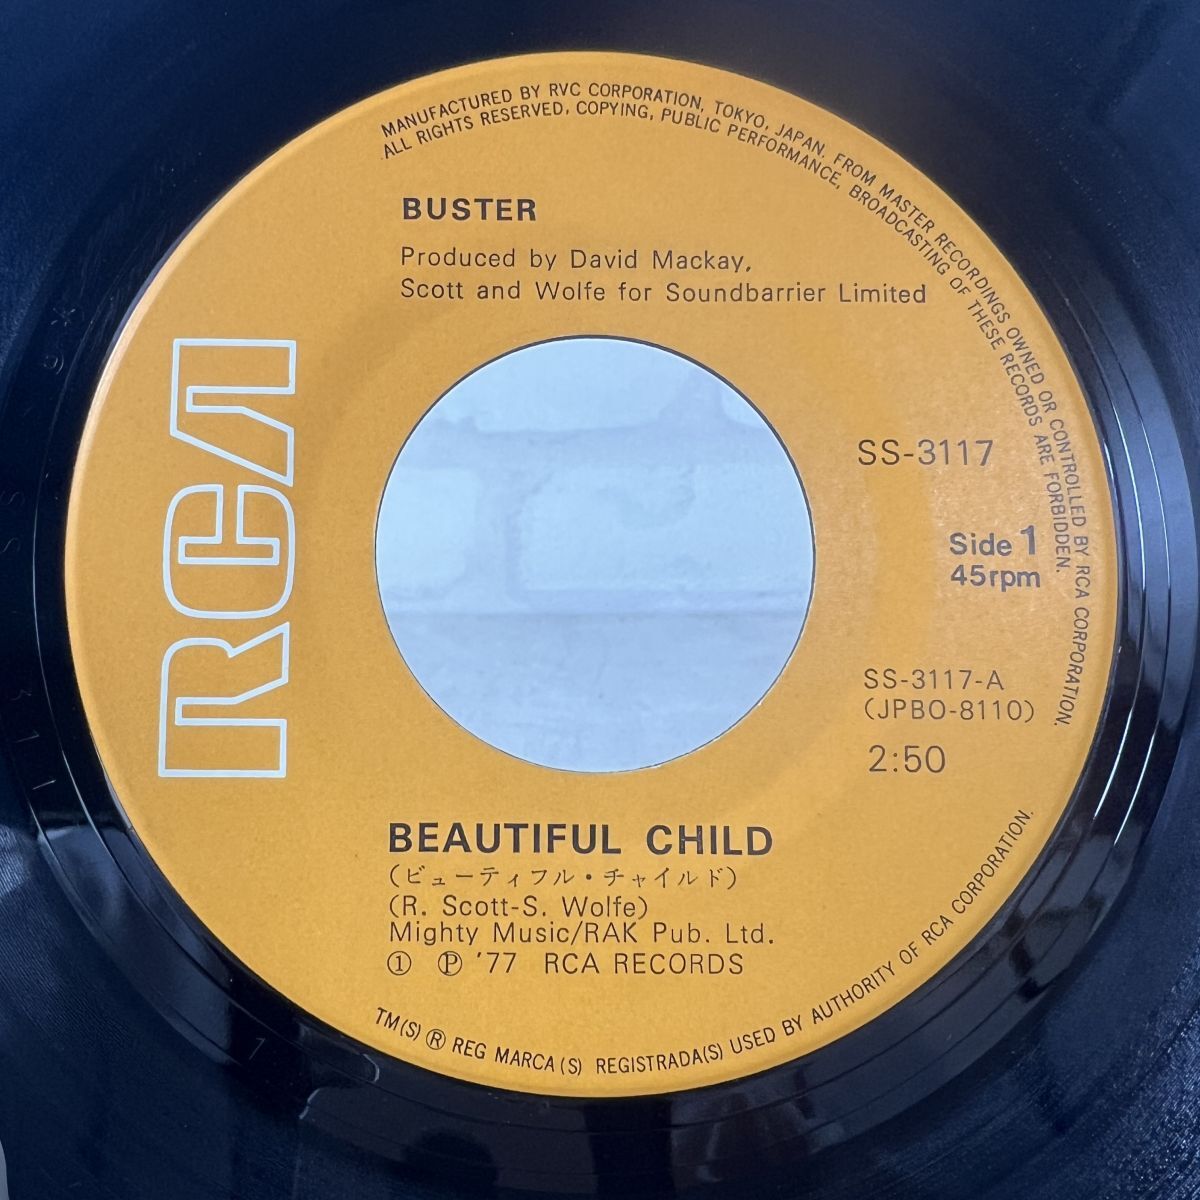 MANUFACTURED BY RVC CORPORATION, TOKYO, JAPAN. FROM MASTER RECORDINGS OWNED OR CONTROLLED BY RCA CORPORATION.
ALL RIGHTS RESERVED, COPYING, PUBLIC PERFORMANCE, BROADCASTING OF THESE RECORDS ARE FORBIDDEN.
BUSTER
Produced by David Mackay,
Scott and Wolfe for Soundbarrier Limited
RCA
SS-3117
Side 1
45rpm
SS-3117-A
(JPBO-8110)
2:50
BEAUTIFUL CHILD
(ビューティフル・チャイルド)
(R. Scott-S. Wolfe)
Mighty Music/RAK Pub. Ltd.
① Ⓟ '77 RCA RECORDS
TM(S) ® REG MARCA(S) REGISTRADA(S) USED BY AUTHORITY OF RCA CORPORATION.